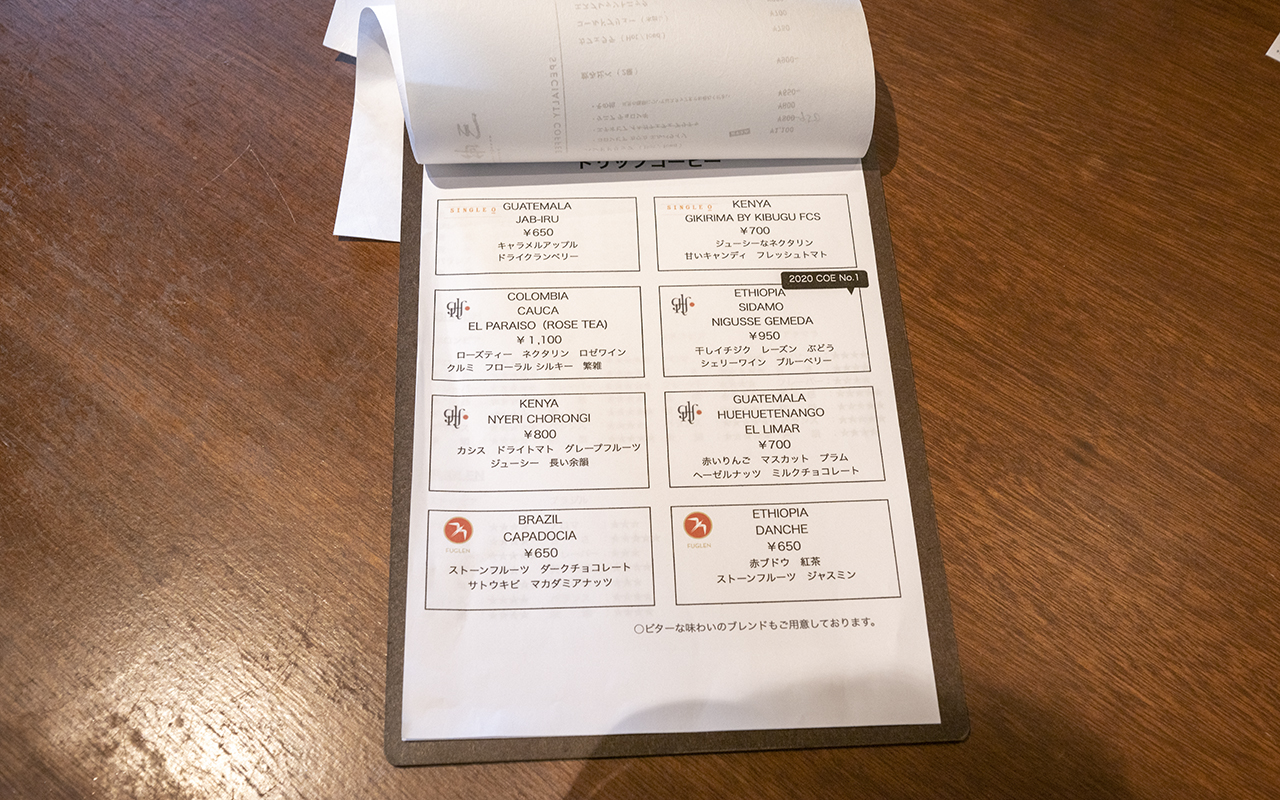 SPECIALTY COFFEE
ドリップコーヒー
SINGLE O
GUATEMALA
JAB-IRU
￥650
キャラメルアップル
ドライクランベリー
SINGLE O
KENYA
GIKIRIMA BY KIBUGU FCS
￥700
ジューシーなネクタリン
甘いキャンディ　フレッシュトマト
COLOMBIA
CAUCA
EL PARAISO（ROSE TEA)
￥1,100
ローズティー　ネクタリン　ロゼワイン
クルミ　フローラル シルキー　繁雑
2020 COE No.1
ETHIOPIA
SIDAMO
NIGUSSE GEMEDA
￥950
干しイチジク　レーズン　ぶどう
シェリーワイン　ブルーベリー
KENYA
NYERI CHORONGI
￥800
カシス　ドライトマト　グレープフルーツ
ジューシー　長い余韻
GUATEMALA
HUEHUETENANGO
EL LIMAR
￥700
赤いりんご　マスカット　プラム
ヘーゼルナッツ　ミルクチョコレート
FUGLEN
BRAZIL
CAPADOCIA
￥650
ストーンフルーツ　ダークチョコレート
サトウキビ　マカダミアナッツ
FUGLEN
ETHIOPIA
DANCHE
￥650
赤ブドウ　紅茶
ストーンフルーツ　ジャスミン
○ビターな味わいのブレンドもご用意しております。